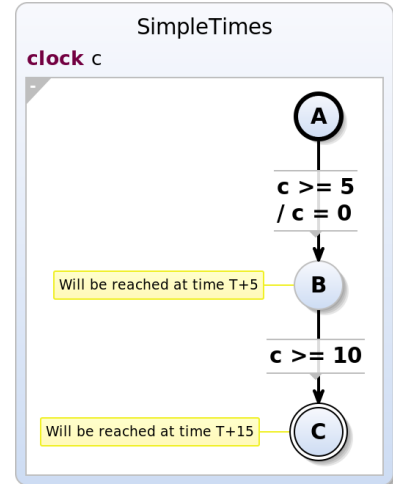 SimpleTimes
clock c
-
A
c >= 5
/ c = 0
Will be reached at time T+5
B
c >= 10
Will be reached at time T+15
C